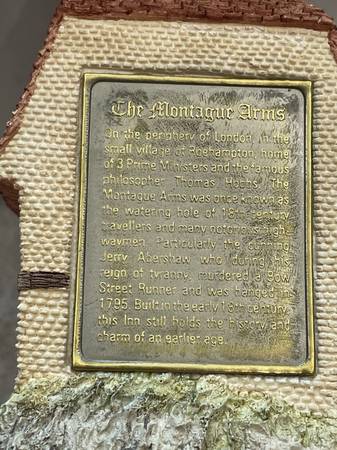 The Montague Arms
On the periphery of London, in the
small village of Roehampton, home
of 3 Prime Ministers and the famous
philosopher Thomas Hobbs. The
Montague Arms was once known as
the watering hole of 18th century
travellers and many notorious high-
waymen. Particularly the cunning
Jerry Abershaw who during his
reign of tyranny, murdered a Bow
Street Runner and was hanged in
1795. Built in the early 18th century,
this Inn still holds the history and
charm of an earlier age.